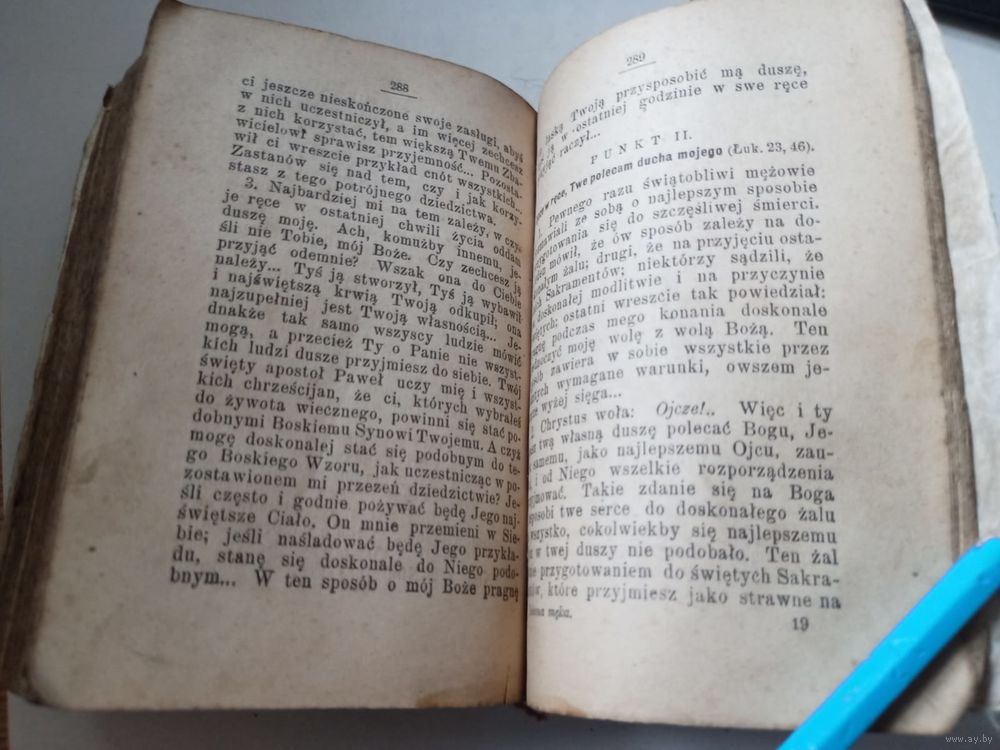 288
ci jeszcze nieskończone swoje zasługi, abyś
w nich uczestniczył, a im więcej zechcesz
z nich korzystać, tem większą Twemu Zba-
wicielowi sprawisz przyjemność... Pozosta-
wił ci wreszcie przykład cnót wszystkich...
Zastanów się nad tem, czy i jak korzy-
stasz z tego potrójnego dziedzictwa.
3. Najbardziej mi na tem zależy, w czy-
je ręce w ostatniej chwili życia oddam
duszę moję. Ach, komużby innemu, je-
śli nie Tobie, mój Boże. Czy zechcesz ją
przyjąć odemnie? Wszak ona do Ciebie
należy... Tyś ją stworzył, Tyś ją wybawił
i najświętszą krwią Twoją odkupił; ona
najzupełniej jest Twoją własnością... Je-
dnakże tak samo wszyscy ludzie mówić
mogą, a przecież Ty o Panie nie wszyst-
kich ludzi dusze przyjmiesz do siebie. Twój
święty apostoł Paweł uczy mię i wszyst-
kich chrześcijan, że ci, których wybrałeś
do żywota wiecznego, powinni się stać po-
dobnymi Boskiemu Synowi Twojemu. A czyż
mogę doskonalej stać się podobnym do te-
go Boskiego Wzoru, jak uczestnicząc w po-
zostawionem mi przezeń dziedzictwie? Je-
śli często i godnie pożywać będę Jego naj-
świętsze Ciało, On mnie przemieni w Sie-
bie; jeśli naśladować będę Jego przykła-
du, stanę się doskonale do Niego podo-
bnym... W ten sposób o mój Boże pragnę
289
łaską Twoją przysposobić mą duszę,
ją w ostatniej godzinie w swe ręce
raczył...
PUNKT II.
w ręce Twe polecam ducha mojego (Łuk. 23, 46).
Pewnego razu świątobliwi mężowie
ze sobą o najlepszym sposobie
się do szczęśliwej śmierci.
mówił, że ów sposób zależy na do-
żalu; drugi, że na przyjęciu osta-
Sakramentów; niektórzy sądzili, że
doskonałej modlitwie i na przyczynie
ostatni wreszcie tak powiedział:
podczas mego konania doskonale
moję wolę z wolą Bożą. Ten
zawiera w sobie wszystkie przez
wymagane warunki, owszem je-
wyżej sięga...
Chrystus woła: Ojcze!.. Więc i ty
twą własną duszę polecać Bogu, Je-
samemu, jako najlepszemu Ojcu, zau-
i od Niego wszelkie rozporządzenia
Takie zdanie się na Boga
twe serce do doskonałego żalu
wszystko, cokolwiekby się najlepszemu
w twej duszy nie podobało. Ten żal
przygotowaniem do świętych Sakra-
które przyjmiesz jako strawne na
męka.
19
www.ay.by